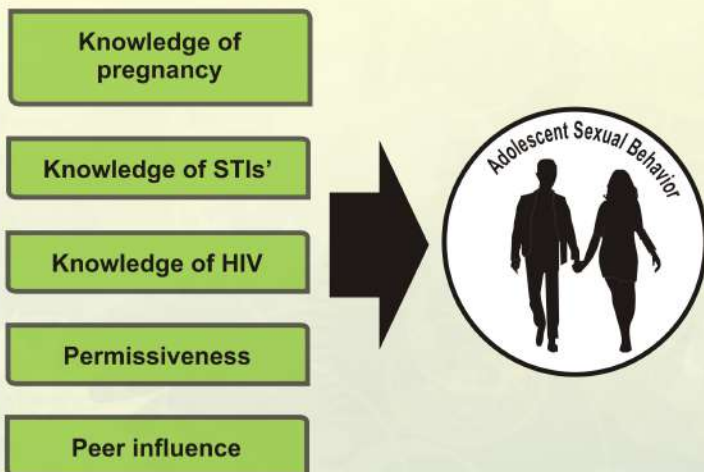 Knowledge of
pregnancy
Knowledge of STIs'
Knowledge of HIV
Permissiveness
Peer influence
Adolescent Sexual Behavior